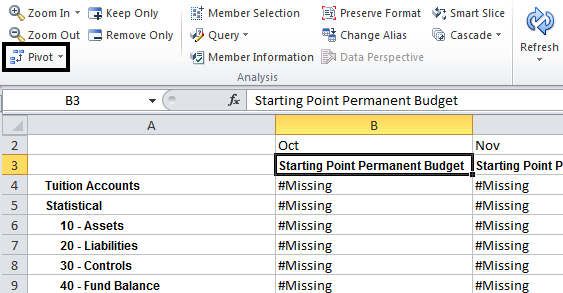 Zoom In Keep Only Member Selection Preserve Format Smart Slice
Zoom Out Remove Only Query Change Alias Cascade
Pivot Member Information Data Perspective Refresh
Analysis
B3 fx Starting Point Permanent Budget
A B
2 Oct Nov
3 Starting Point Permanent Budget Starting Point P
4 Tuition Accounts #Missing #Missing
5 Statistical #Missing #Missing
6 10 - Assets #Missing #Missing
7 20 - Liabilities #Missing #Missing
8 30 - Controls #Missing #Missing
9 40 - Fund Balance #Missing #Missing